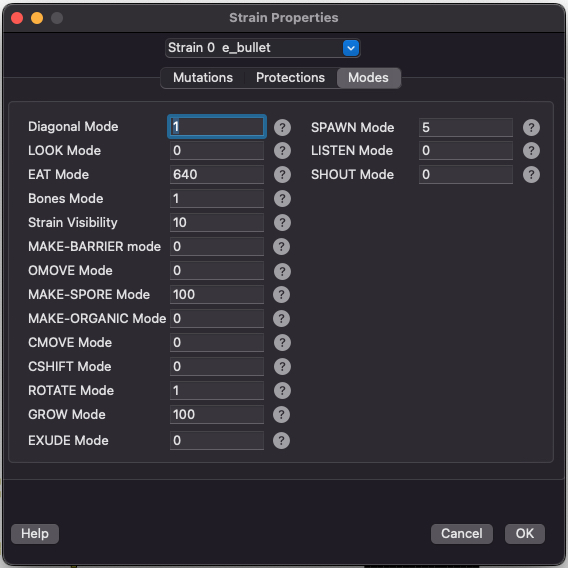 Strain Properties
Strain 0 e_bullet
Mutations Protections Modes
Diagonal Mode 1 ? SPAWN Mode 5 ?
LOOK Mode 0 ? LISTEN Mode 0 ?
EAT Mode 640 ? SHOUT Mode 0 ?
Bones Mode 1 ?
Strain Visibility 10 ?
MAKE-BARRIER mode 0 ?
OMOVE Mode 0 ?
MAKE-SPORE Mode 100 ?
MAKE-ORGANIC Mode 0 ?
CMOVE Mode 0 ?
CSHIFT Mode 0 ?
ROTATE Mode 1 ?
GROW Mode 100 ?
EXUDE Mode 0 ?
Help Cancel OK